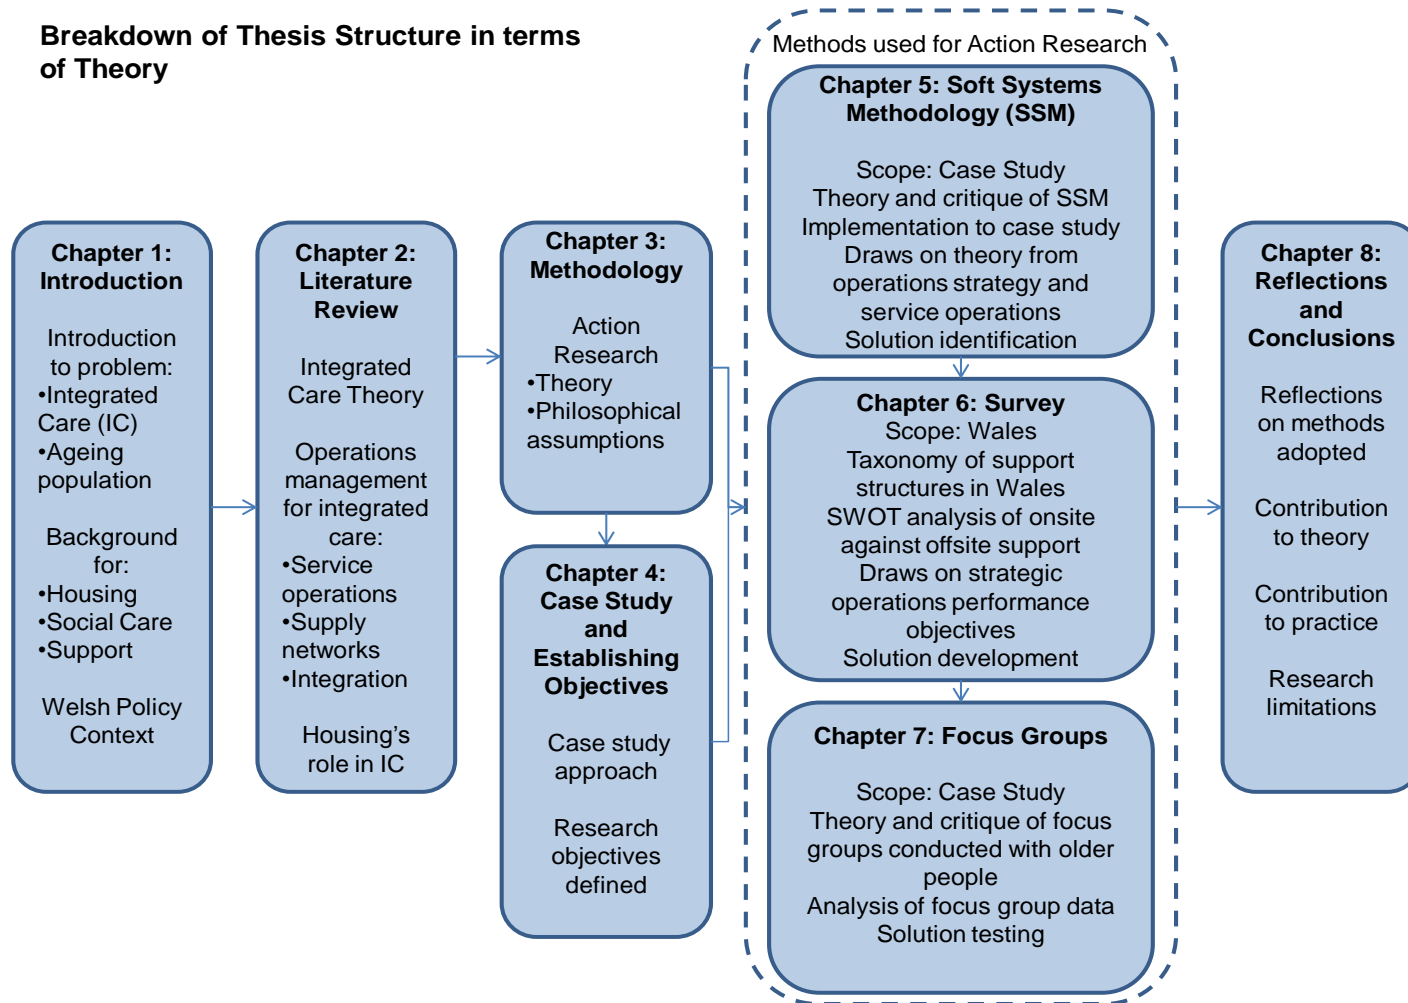 Breakdown of Thesis Structure in terms
of Theory
Chapter 1:
Introduction
Introduction
to problem:
•Integrated
Care (IC)
•Ageing
population
Background
for:
•Housing
•Social Care
•Support
Welsh Policy
Context
Chapter 2:
Literature
Review
Integrated
Care Theory
Operations
management
for integrated
care:
•Service
operations
•Supply
networks
•Integration
Housing’s
role in IC
Chapter 3:
Methodology
Action
Research
•Theory
•Philosophical
assumptions
Chapter 4:
Case Study
and
Establishing
Objectives
Case study
approach
Research
objectives
defined
Methods used for Action Research
Chapter 5: Soft Systems
Methodology (SSM)
Scope: Case Study
Theory and critique of SSM
Implementation to case study
Draws on theory from
operations strategy and
service operations
Solution identification
Chapter 6: Survey
Scope: Wales
Taxonomy of support
structures in Wales
SWOT analysis of onsite
against offsite support
Draws on strategic
operations performance
objectives
Solution development
Chapter 7: Focus Groups
Scope: Case Study
Theory and critique of focus
groups conducted with older
people
Analysis of focus group data
Solution testing
Chapter 8:
Reflections
and
Conclusions
Reflections
on methods
adopted
Contribution
to theory
Contribution
to practice
Research
limitations